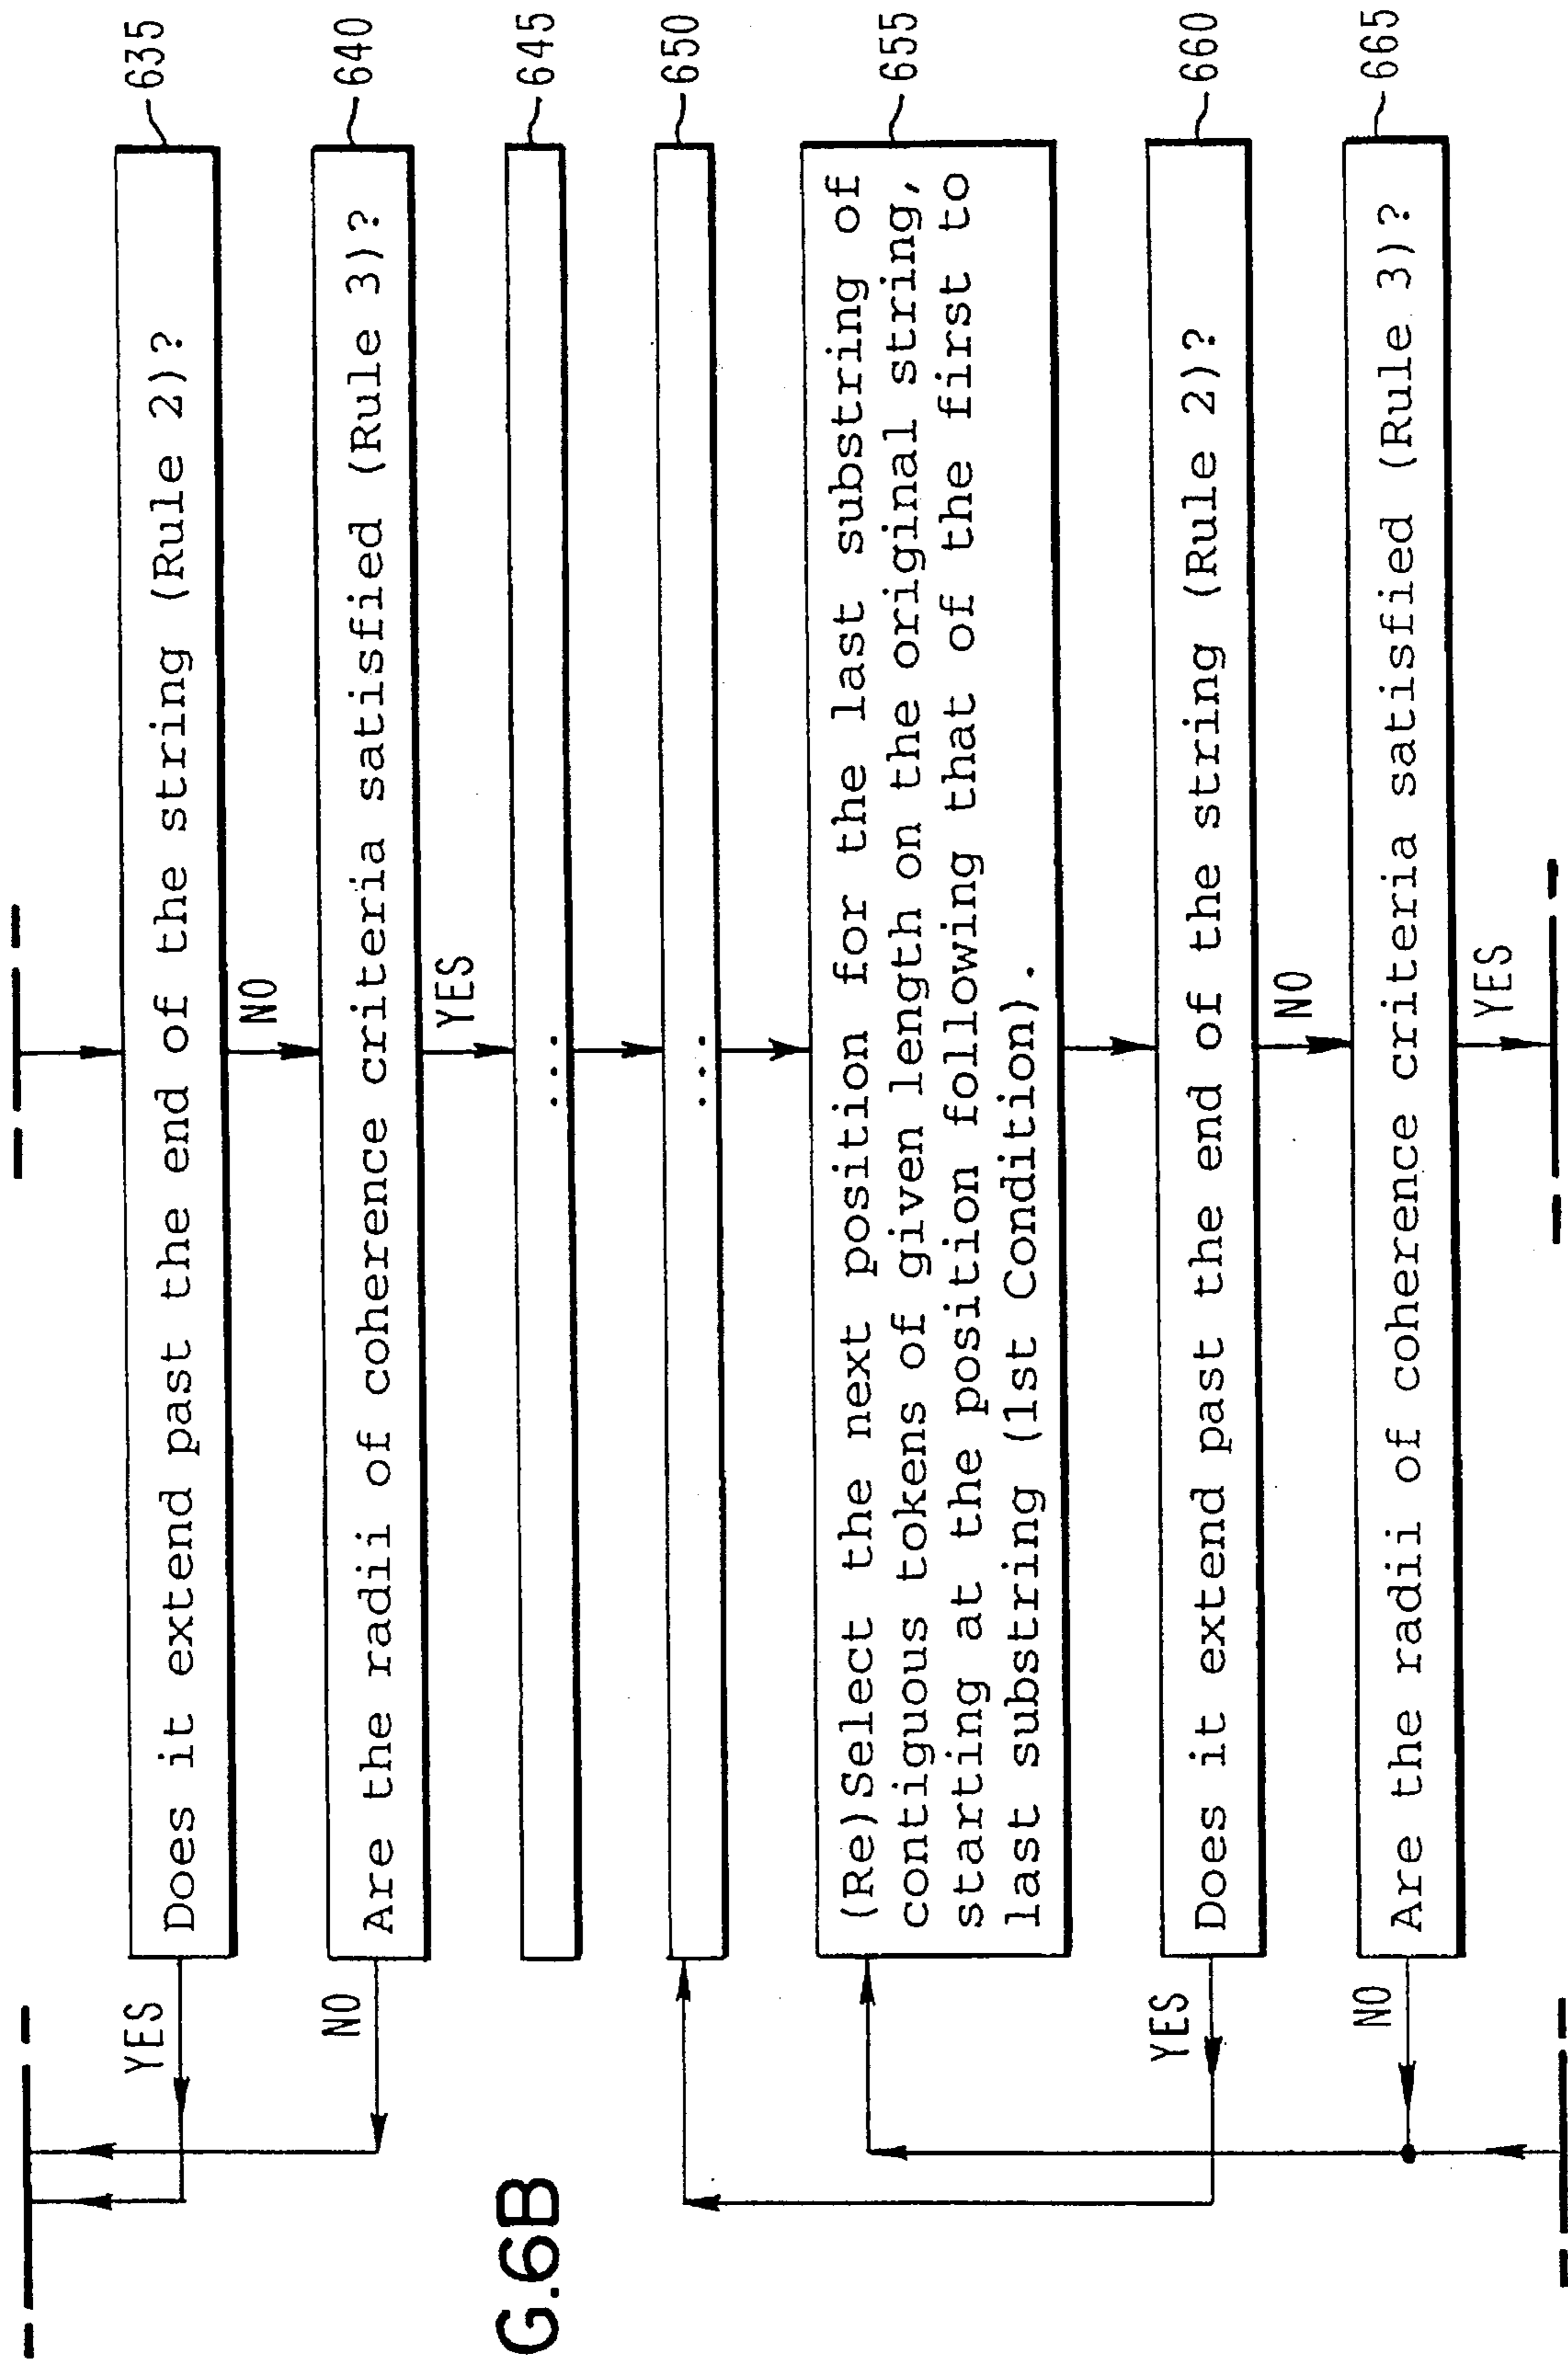 635
Does it extend past the end of the string (Rule 2)?
YES
NO
640
Are the radii of coherence criteria satisfied (Rule 3)?
NO
YES
645
...
650
...
655
(Re)Select the next position for the last substring of
contiguous tokens of given length on the original string,
starting at the position following that of the first to
last substring (1st Condition).
660
Does it extend past the end of the string (Rule 2)?
YES
NO
665
Are the radii of coherence criteria satisfied (Rule 3)?
NO
YES
G.6B